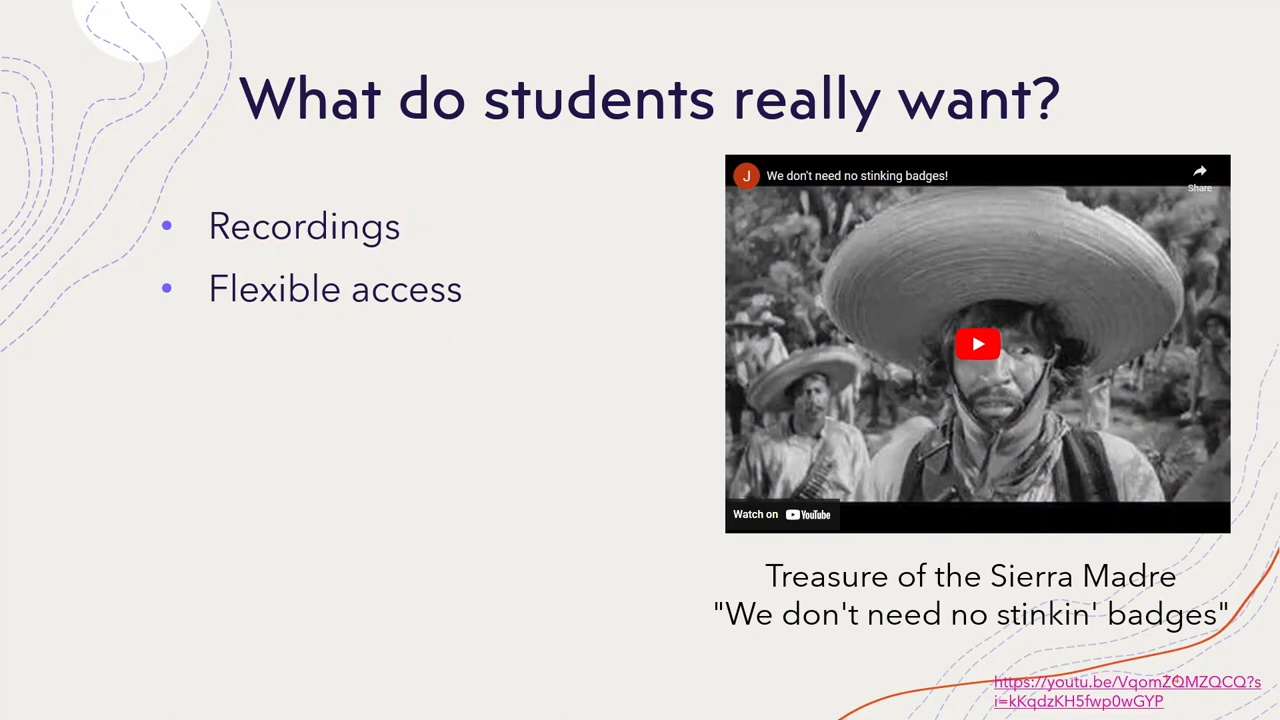 What do students really want?
• Recordings
• Flexible access
J We don't need no stinking badges!
Share
Watch on YouTube
Treasure of the Sierra Madre
"We don't need no stinkin' badges"
https://youtu.be/VqomZQMZQCQ?s
i=kKqdzKH5fwp0wGYP